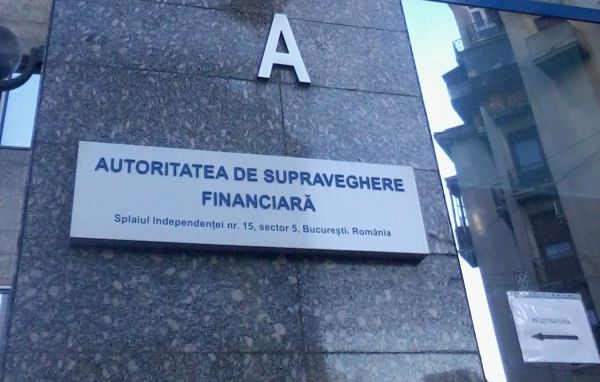 A
AUTORITATEA DE SUPRAVEGHERE
FINANCIARĂ
Splaiul Independenței nr. 15, sector 5, București, România
REGISTRATURA